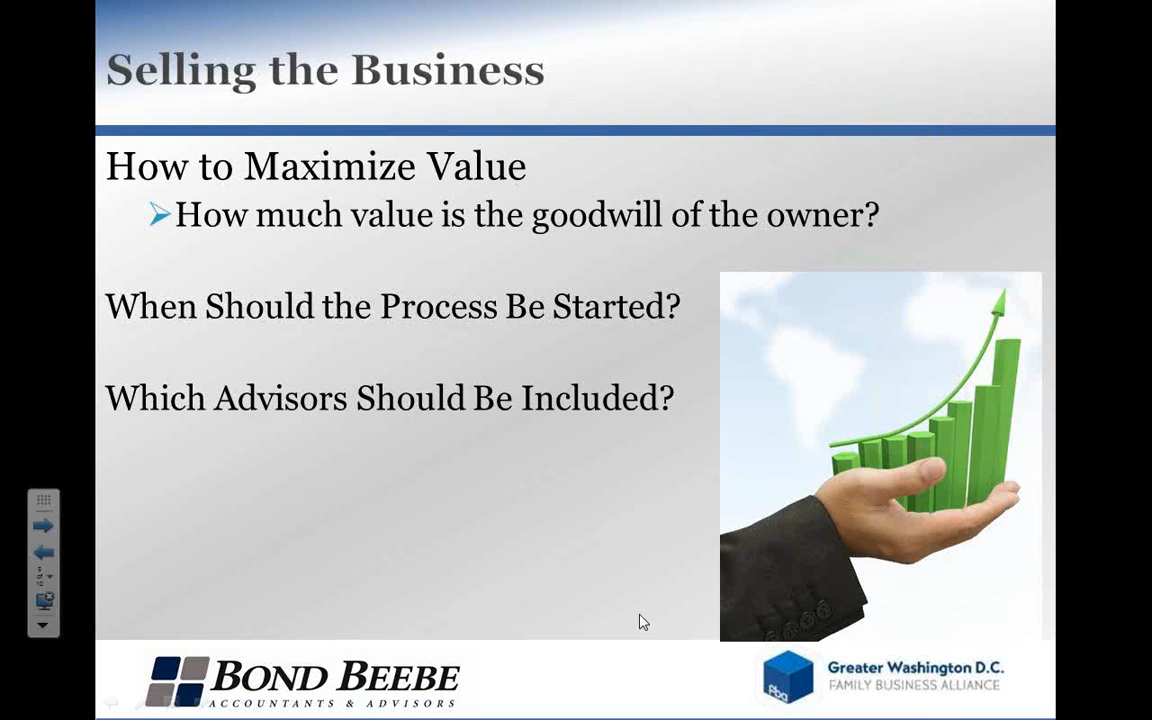 Selling the Business
How to Maximize Value
How much value is the goodwill of the owner?
When Should the Process Be Started?
Which Advisors Should Be Included?
BOND BEEBE
ACCOUNTANTS & ADVISORS
fba
Greater Washington D.C.
FAMILY BUSINESS ALLIANCE